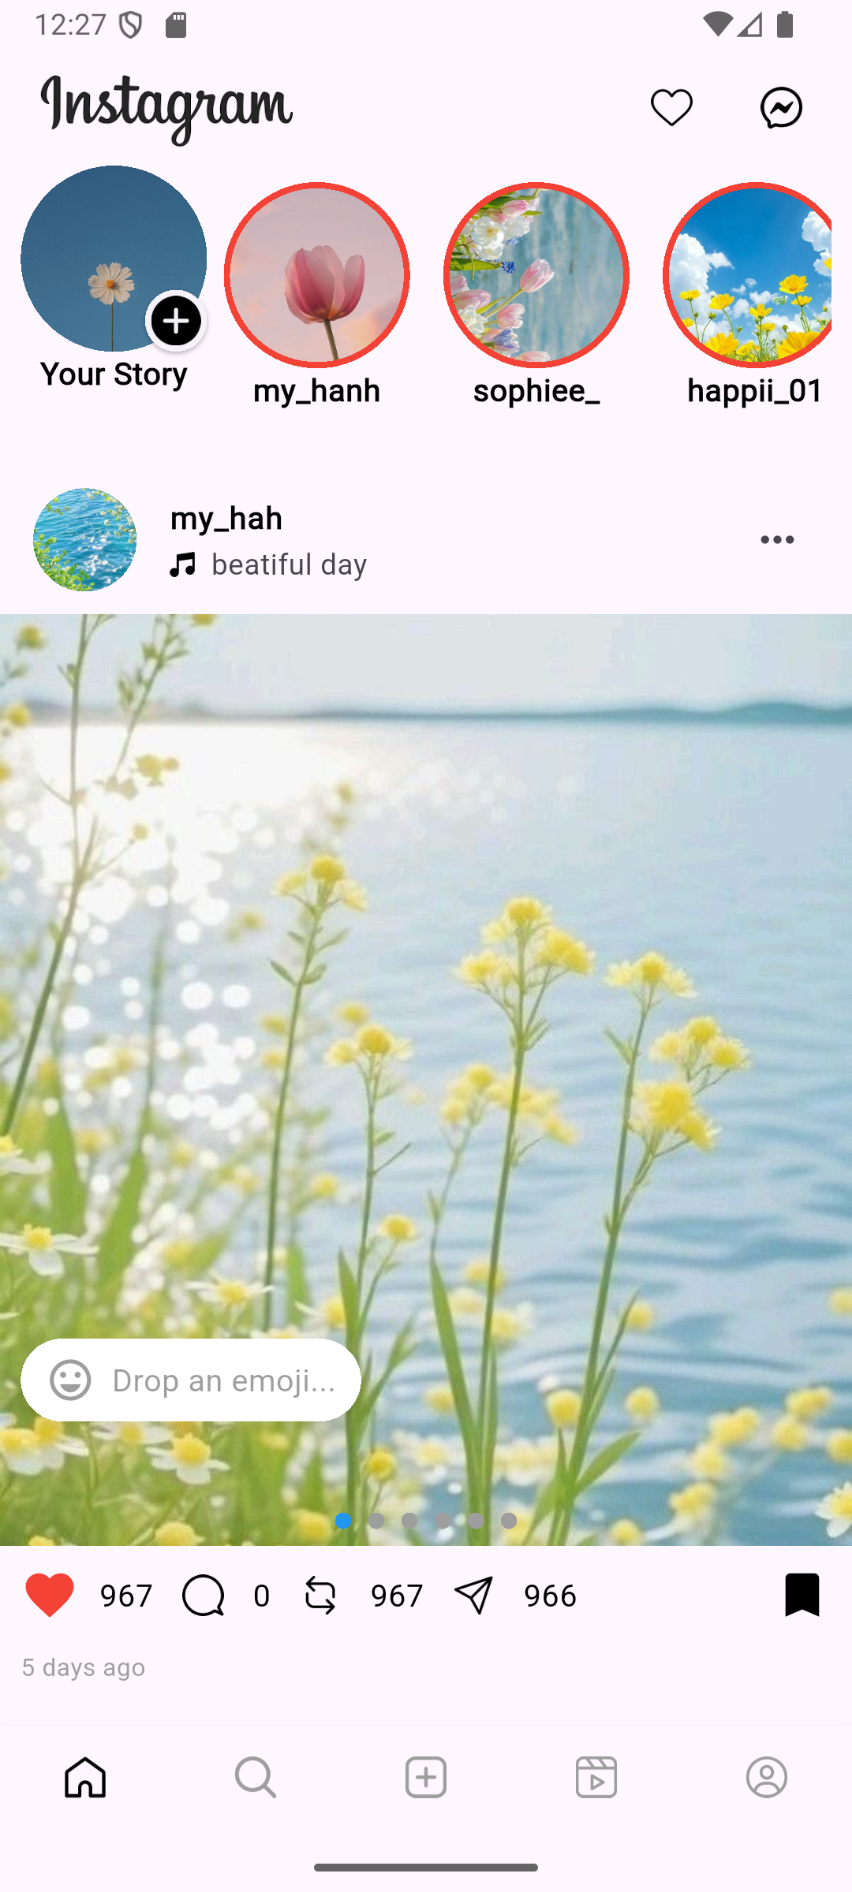 12:27
Instagram
Your Story
my_hanh
sophiee_
happii_01
my_hah
beatiful day
Drop an emoji...
967 0 967 966
5 days ago